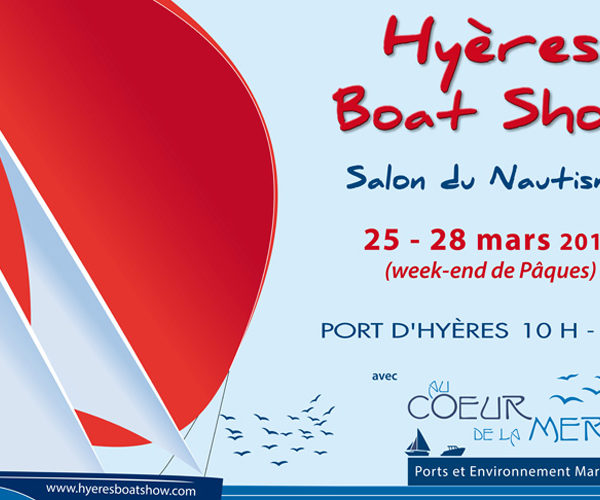 Hyères
Boat Sho
Salon du Nautism
25 - 28 mars 201
(week-end de Pâques)
PORT D'HYÈRES 10 H -
avec
AU
COEUR
DE LA MER
Ports et Environnement Mar
www.hyeresboatshow.com